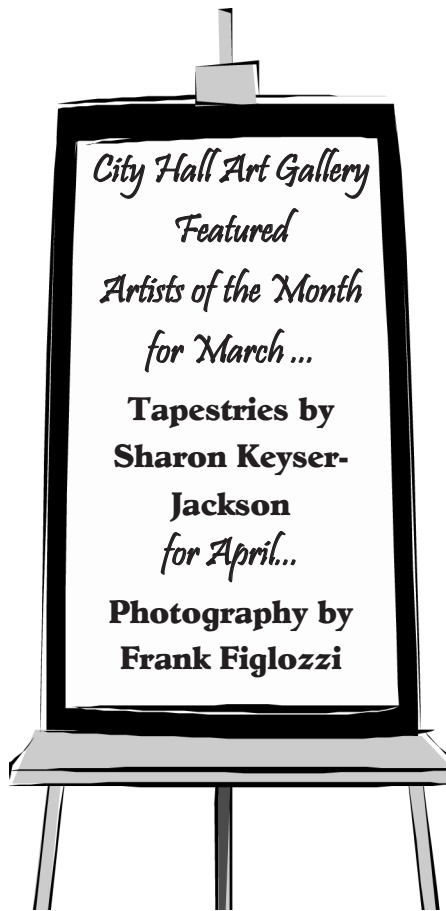 City Hall Art Gallery
Featured
Artists of the Month
for March ...
Tapestries by
Sharon Keyser-
Jackson
for April...
Photography by
Frank Figlozzi